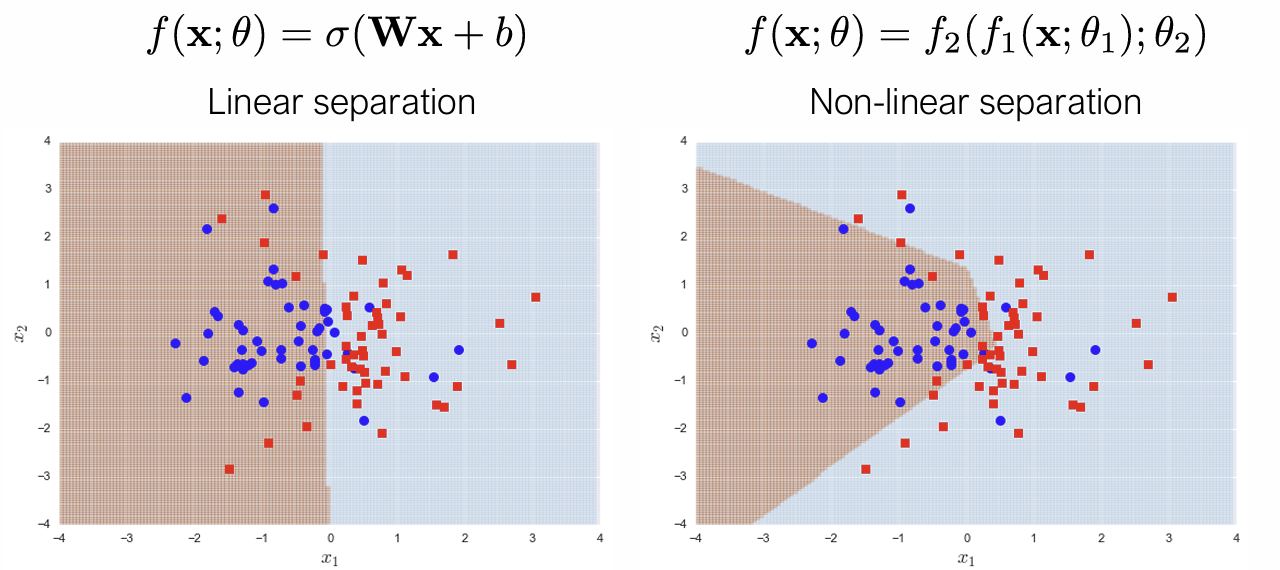 f(x; θ) = σ(Wx + b)
Linear separation
4
3
2
1
0
−1
−2
−3
−4
x₂
−4 −3 −2 −1 0 1 2 3 4
x₁
f(x; θ) = f₂(f₁(x; θ₁); θ₂)
Non-linear separation
4
3
2
1
0
−1
−2
−3
−4
x₂
−4 −3 −2 −1 0 1 2 3 4
x₁